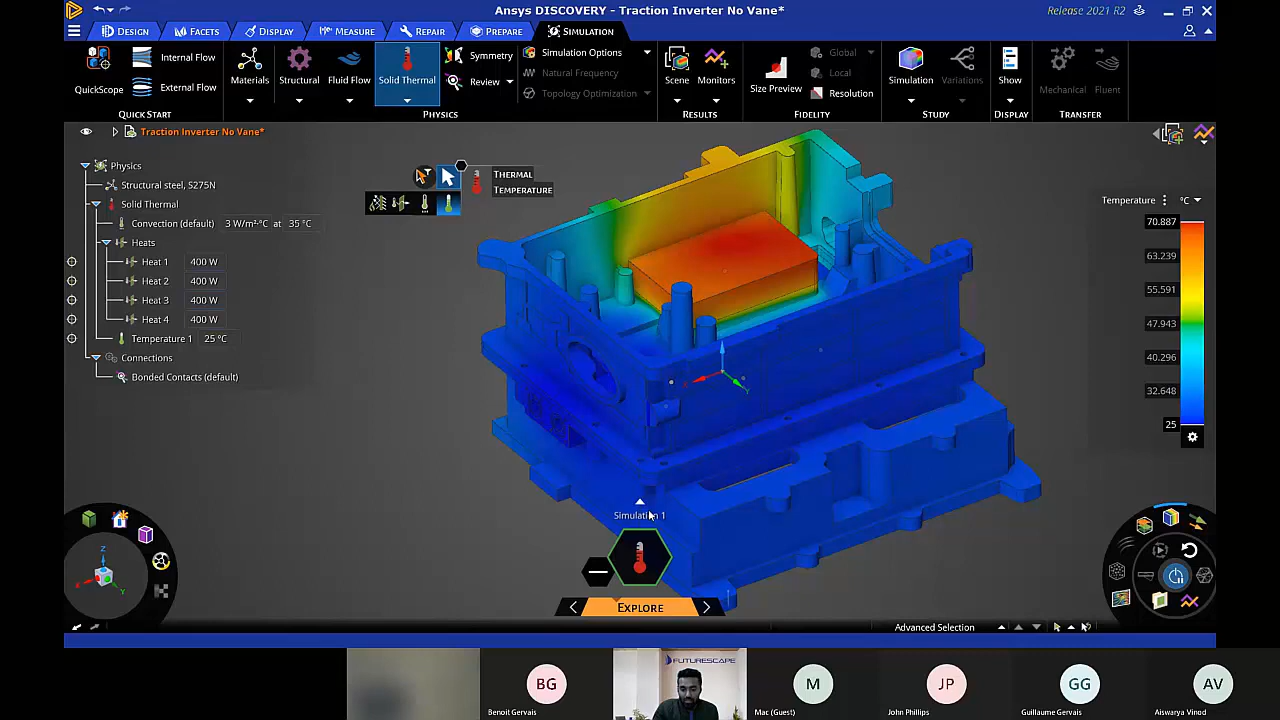 Ansys DISCOVERY - Traction Inverter No Vane*
Release 2021 R2
DESIGN
FACETS
DISPLAY
MEASURE
REPAIR
PREPARE
SIMULATION
QuickScope
Internal Flow
External Flow
QUICK START
Materials
Structural
Fluid Flow
Solid Thermal
Symmetry
Review
Simulation Options
Natural Frequency
Topology Optimization
PHYSICS
Scene
Monitors
RESULTS
Size Preview
Global
Local
Resolution
FIDELITY
Simulation
Variations
STUDY
Show
DISPLAY
Mechanical
Fluent
TRANSFER
Traction Inverter No Vane*
Physics
Structural steel, S275N
Solid Thermal
Convection (default) 3 W/m²·°C at 35 °C
Heats
Heat 1 400 W
Heat 2 400 W
Heat 3 400 W
Heat 4 400 W
Temperature 1 25 °C
Connections
Bonded Contacts (default)
THERMAL
TEMPERATURE
Temperature °C
70.887
63.239
55.591
47.943
40.296
32.648
25
Z
X
Y
X
Y
Simulation 1
EXPLORE
Advanced Selection
FUTURESCAPE
BG
M
JP
GG
AV
Benoit Gervais
Mac (Guest)
John Phillips
Guillaume Gervais
Aiswarya Vinod